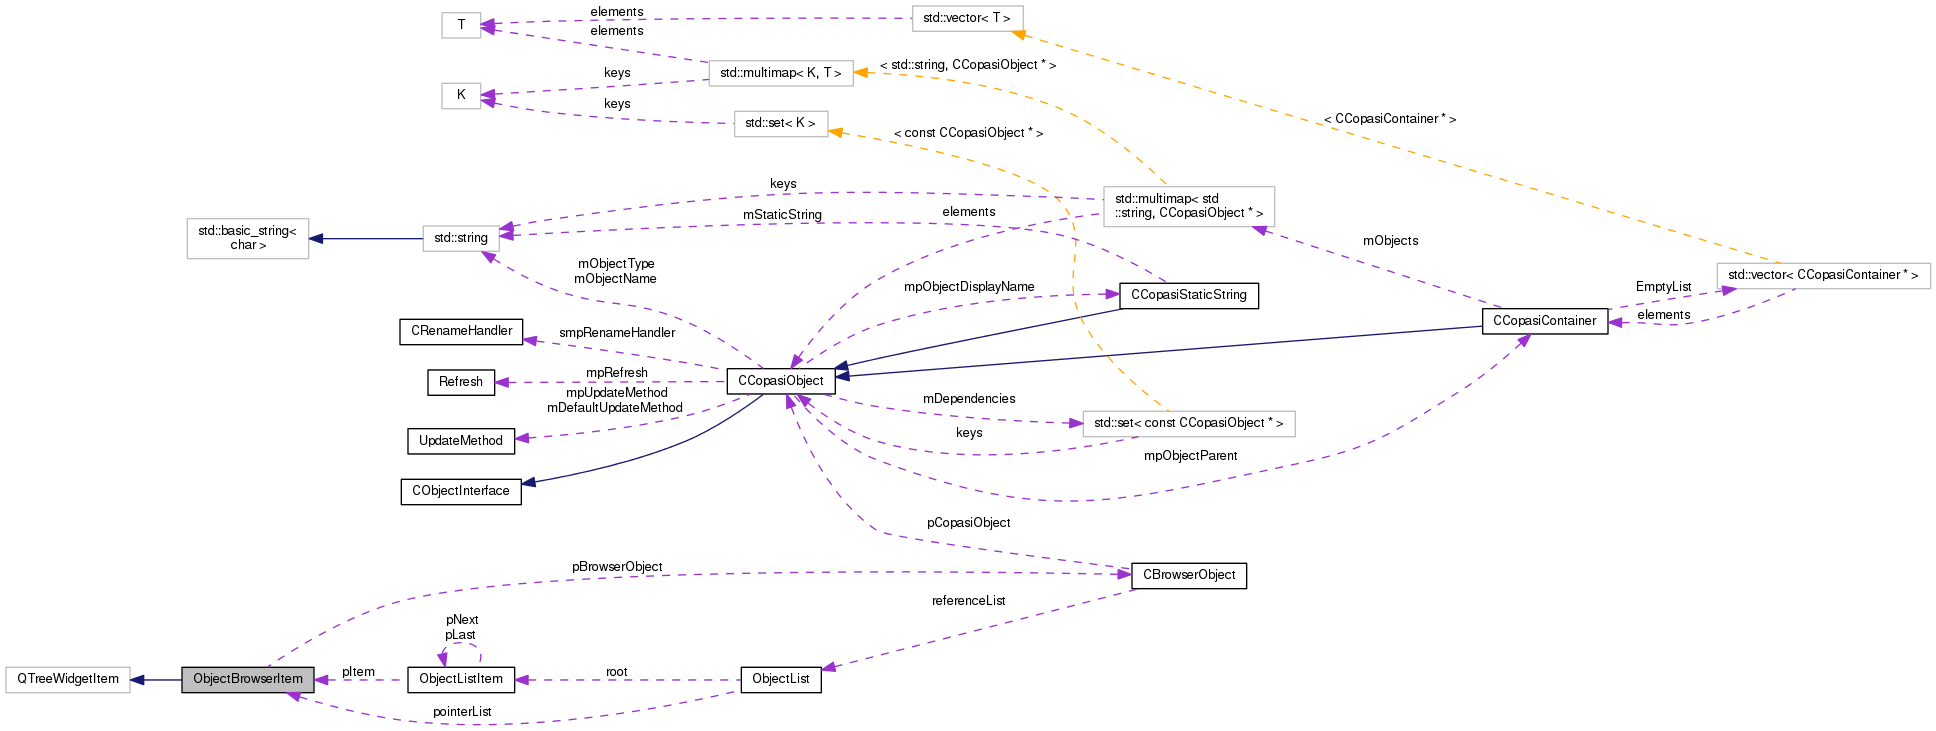 elements
T
std::vector< T >
elements
< std::string, CCopasiObject * >
std::multimap< K, T >
keys
K
keys
std::set< K >
< const CCopasiObject * >
< CCopasiContainer * >
keys
std::multimap< std
::string, CCopasiObject * >
mStaticString
elements
std::basic_string<
char >
std::string
mObjects
mObjectType
mObjectName
std::vector< CCopasiContainer * >
mpObjectDisplayName
CCopasiStaticString
EmptyList
elements
CCopasiContainer
CRenameHandler
smpRenameHandler
mpRefresh
Refresh
CCopasiObject
mpUpdateMethod
mDefaultUpdateMethod
mDependencies
std::set< const CCopasiObject * >
keys
UpdateMethod
mpObjectParent
CObjectInterface
pCopasiObject
pBrowserObject
CBrowserObject
referenceList
pNext
pLast
QTreeWidgetItem
ObjectBrowserItem
pItem
ObjectListItem
root
ObjectList
pointerList